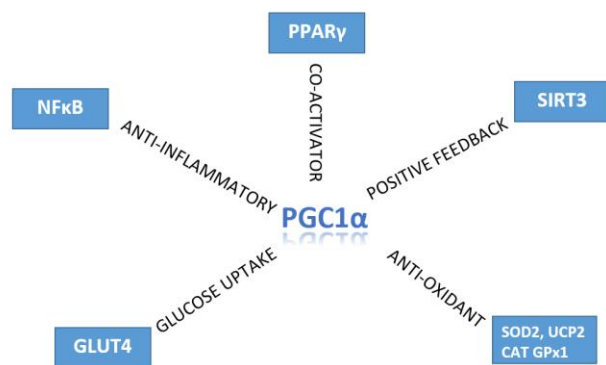 PPARγ
NFκB
CO-ACTIVATOR
SIRT3
ANTI-INFLAMMATORY
POSITIVE FEEDBACK
PGC1α
GLUCOSE UPTAKE
ANTI-OXIDANT
GLUT4
SOD2, UCP2
CAT GPx1